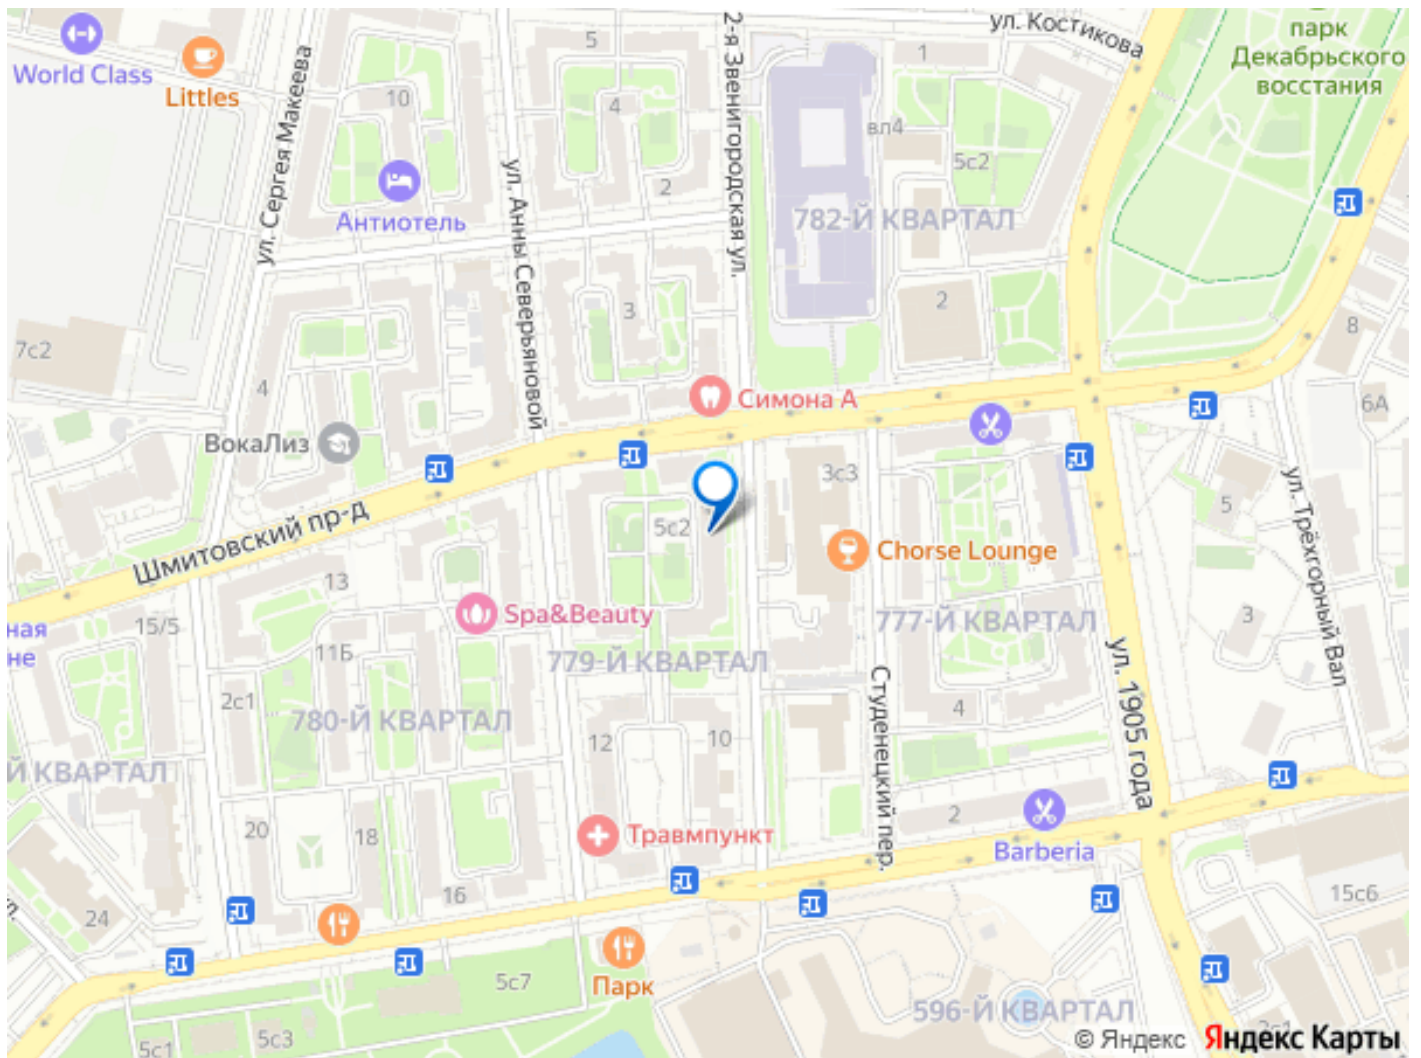 ул. Костикова
парк
Декабрьского
восстания
World Class
Littles
ул. Сергея Макеева
10
5
4
2-я Звенигородская ул.
1
вл4
5с2
Антиотель
ул. Анны Северьяновой
2
782-Й КВАРТАЛ
3
2
8
7с2
4
Симона А
6А
ВокаЛиз
3с3
5с2
5
ул. Трёхгорный Вал
Шмитовский пр-д
Chorse Lounge
13
Spa&Beauty
ная
не
15/5
11Б
779-Й КВАРТАЛ
777-Й КВАРТАЛ
3
ул. 1905 года
2с1
780-Й КВАРТАЛ
Студенецкий пер.
4
12
10
Й КВАРТАЛ
20
18
Травмпункт
2
Barberia
16
24
15с6
5с7
Парк
596-Й КВАРТАЛ
5с1
5с3
© Яндекс
Яндекс Карты